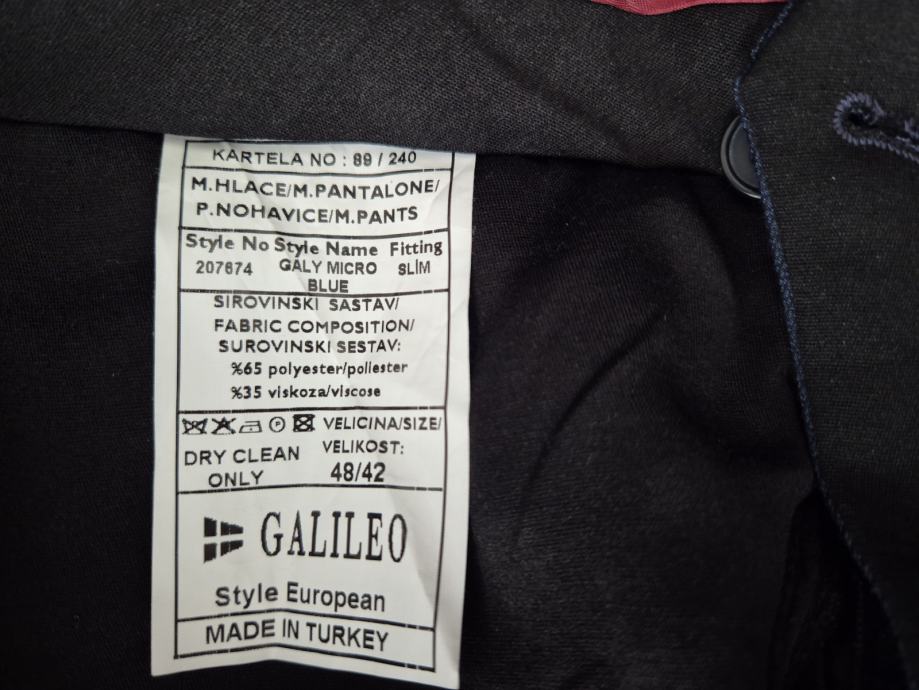 KARTELA NO : 89 / 240
M.HLACE/M.PANTALONE/
P.NOHAVICE/M.PANTS
Style No Style Name Fitting
207674 GALY MICRO SLİM
BLUE
SIROVINSKI SASTAV/
FABRIC COMPOSITION/
SUROVINSKI SESTAV:
%65 polyester/poliester
%35 viskoza/viscose
P VELICINA/SIZE/
VELIKOST:
DRY CLEAN
ONLY 48/42
GALILEO
Style European
MADE IN TURKEY